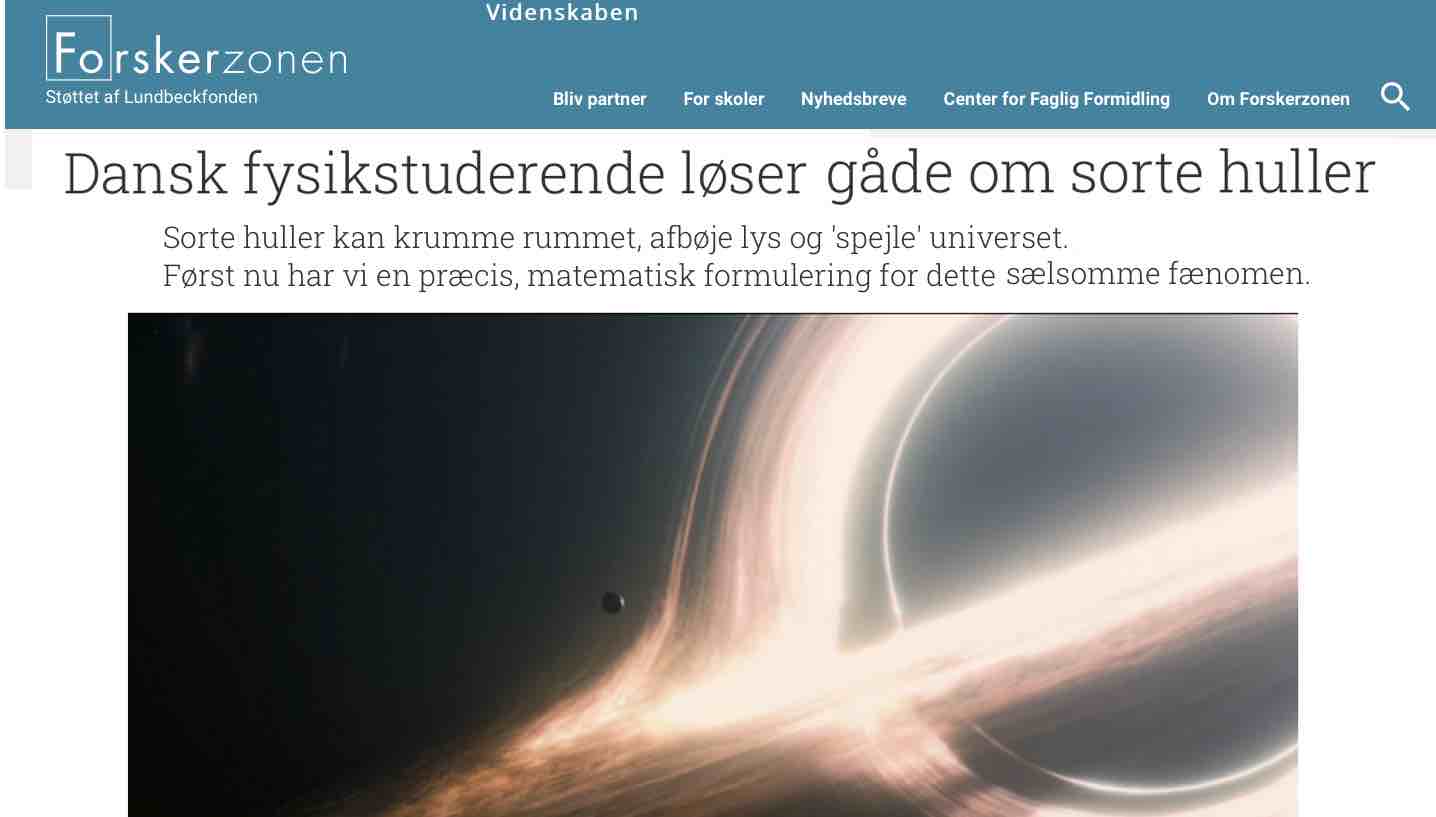 Videnskaben
Forskerzonen
Støttet af Lundbeckfonden
Bliv partner For skoler Nyhedsbreve Center for Faglig Formidling Om Forskerzonen
Dansk fysikstuderende løser gåde om sorte huller
Sorte huller kan krumme rummet, afbøje lys og 'spejle' universet.
Først nu har vi en præcis, matematisk formulering for dette sælsomme fænomen.